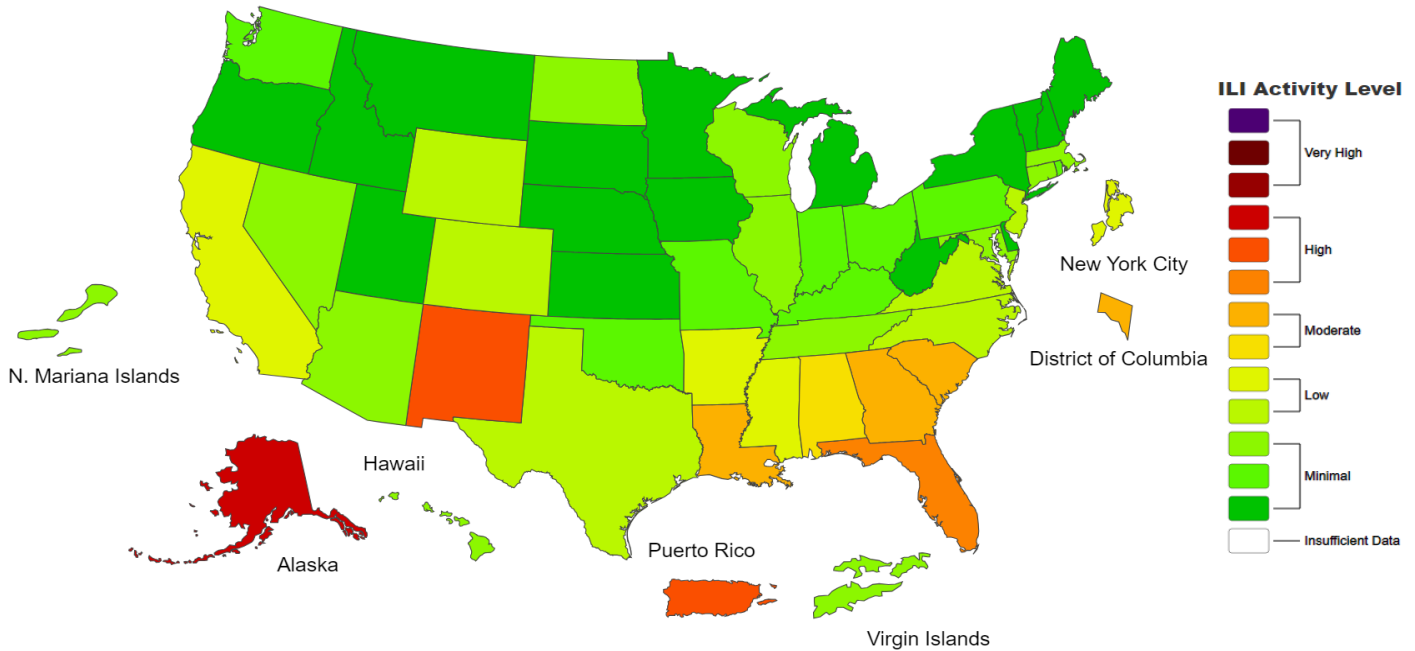 ILI Activity Level
Very High
High
Moderate
Low
Minimal
Insufficient Data
New York City
District of Columbia
N. Mariana Islands
Hawaii
Alaska
Puerto Rico
Virgin Islands